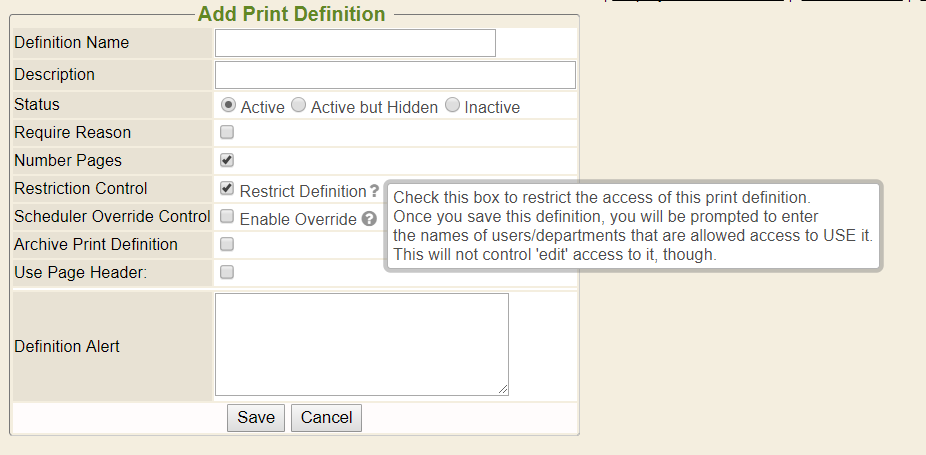 Add Print Definition
Definition Name
Description
Status Active Active but Hidden Inactive
Require Reason
Number Pages
Restriction Control Restrict Definition ?
Scheduler Override Control Enable Override ?
Archive Print Definition
Use Page Header:
Check this box to restrict the access of this print definition.
Once you save this definition, you will be prompted to enter
the names of users/departments that are allowed access to USE it.
This will not control 'edit' access to it, though.
Definition Alert
Save Cancel